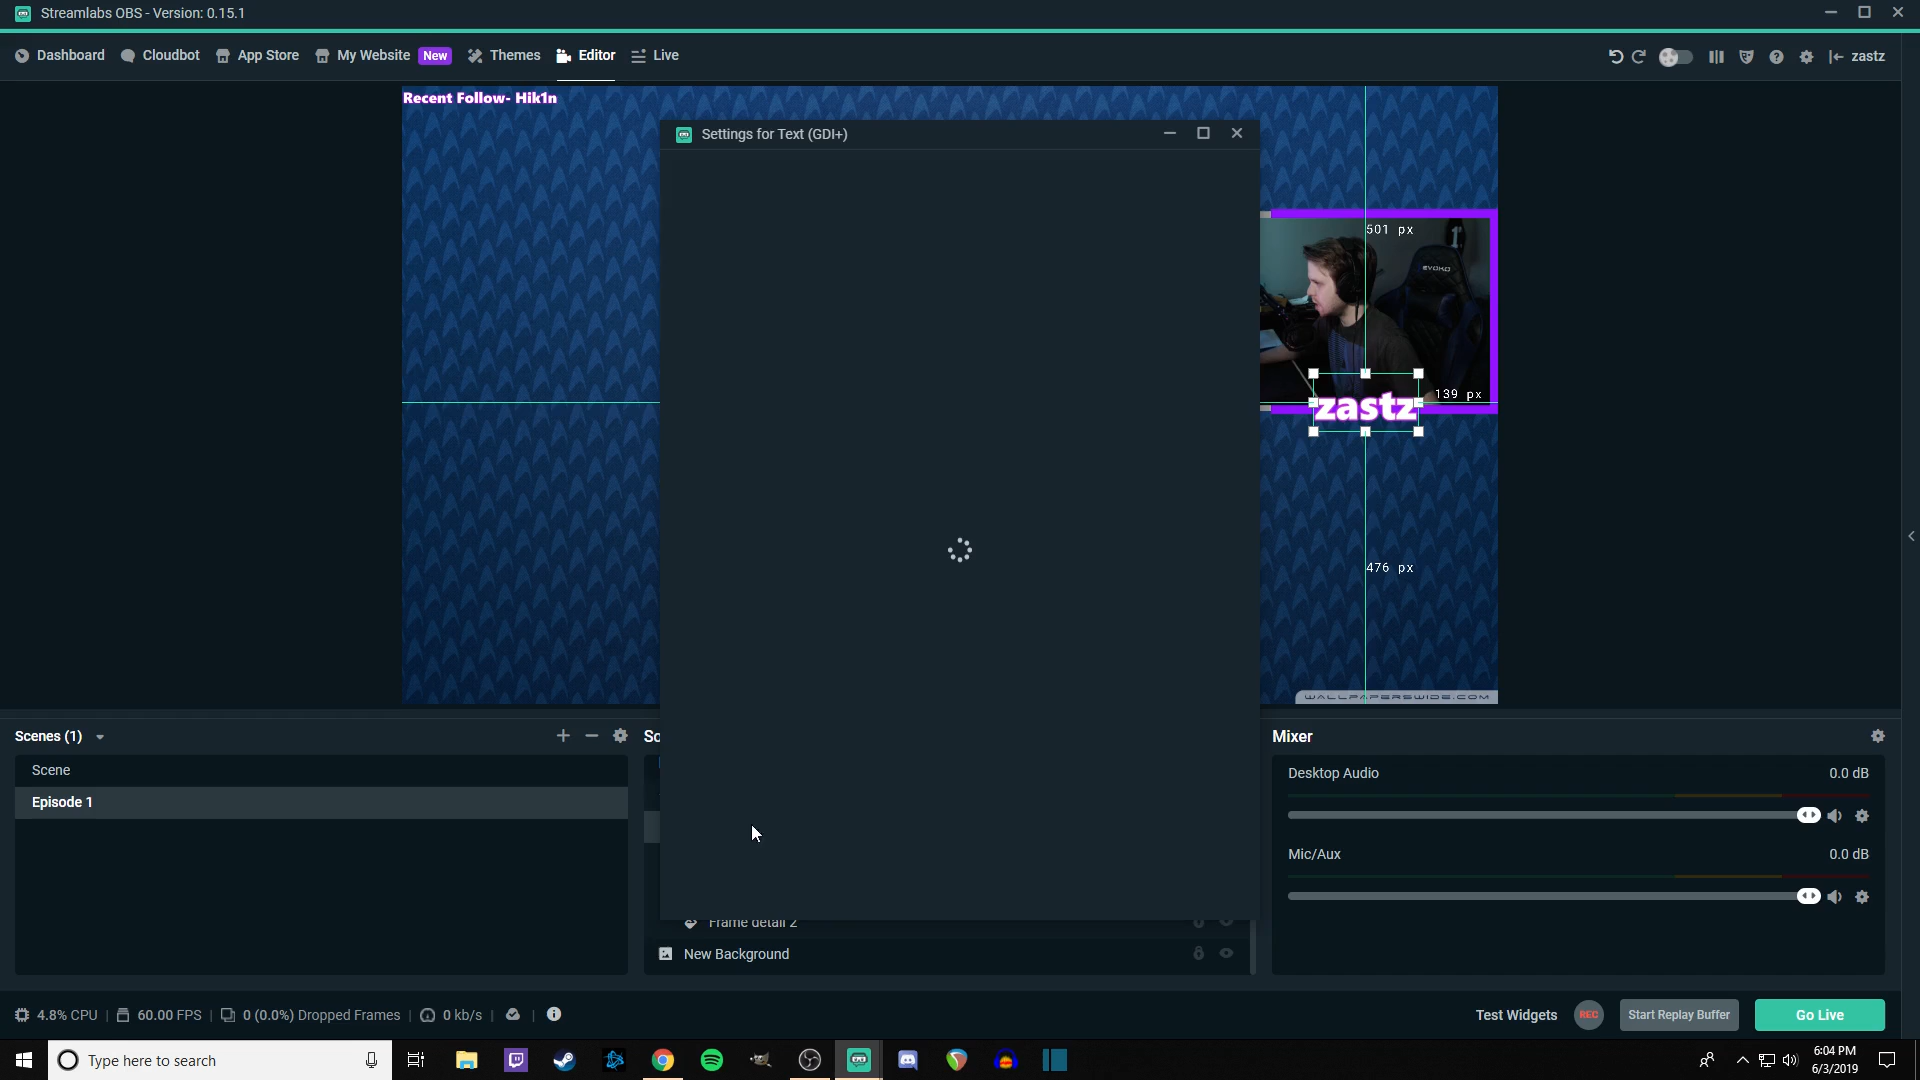 Streamlabs OBS - Version: 0.15.1
Dashboard
Cloudbot
App Store
My Website
New
Themes
Editor
Live
zastz
Recent Follow- Hik1n
Settings for Text (GDI+)
501 px
EVOKO
139 px
zastz
476 px
WALLPAPERSWIDE.COM
Scenes (1)
Scene
Episode 1
So
Frame detail 2
New Background
Mixer
Desktop Audio
0.0 dB
Mic/Aux
0.0 dB
4.8% CPU
60.00 FPS
0 (0.0%) Dropped Frames
0 kb/s
Test Widgets
REC
Start Replay Buffer
Go Live
Type here to search
6:04 PM
6/3/2019